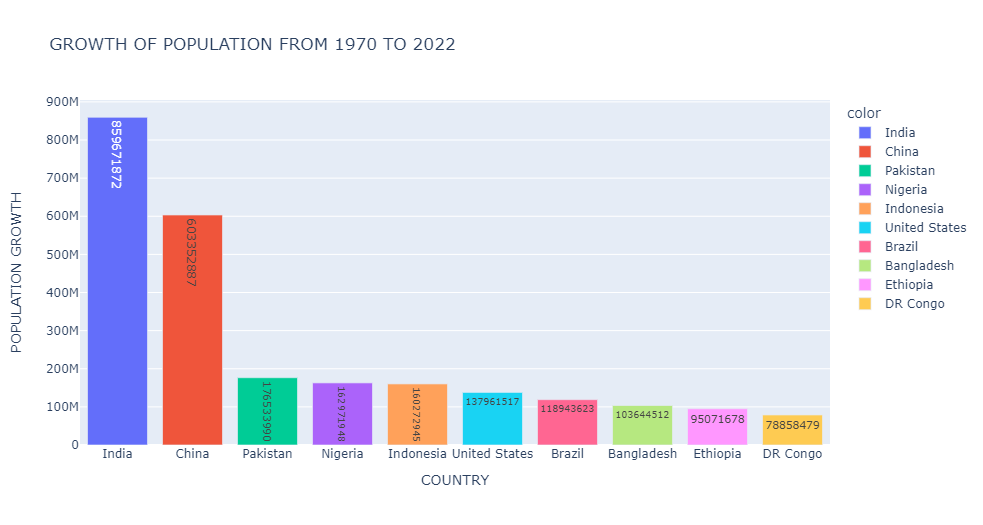 GROWTH OF POPULATION FROM 1970 TO 2022
POPULATION GROWTH
900M
800M
700M
600M
500M
400M
300M
200M
100M
0
859671872
603352887
176533990
162971948
160272945
137961517
118943623
103644512
95071678
78858479
India
China
Pakistan
Nigeria
Indonesia
United States
Brazil
Bangladesh
Ethiopia
DR Congo
COUNTRY
color
India
China
Pakistan
Nigeria
Indonesia
United States
Brazil
Bangladesh
Ethiopia
DR Congo